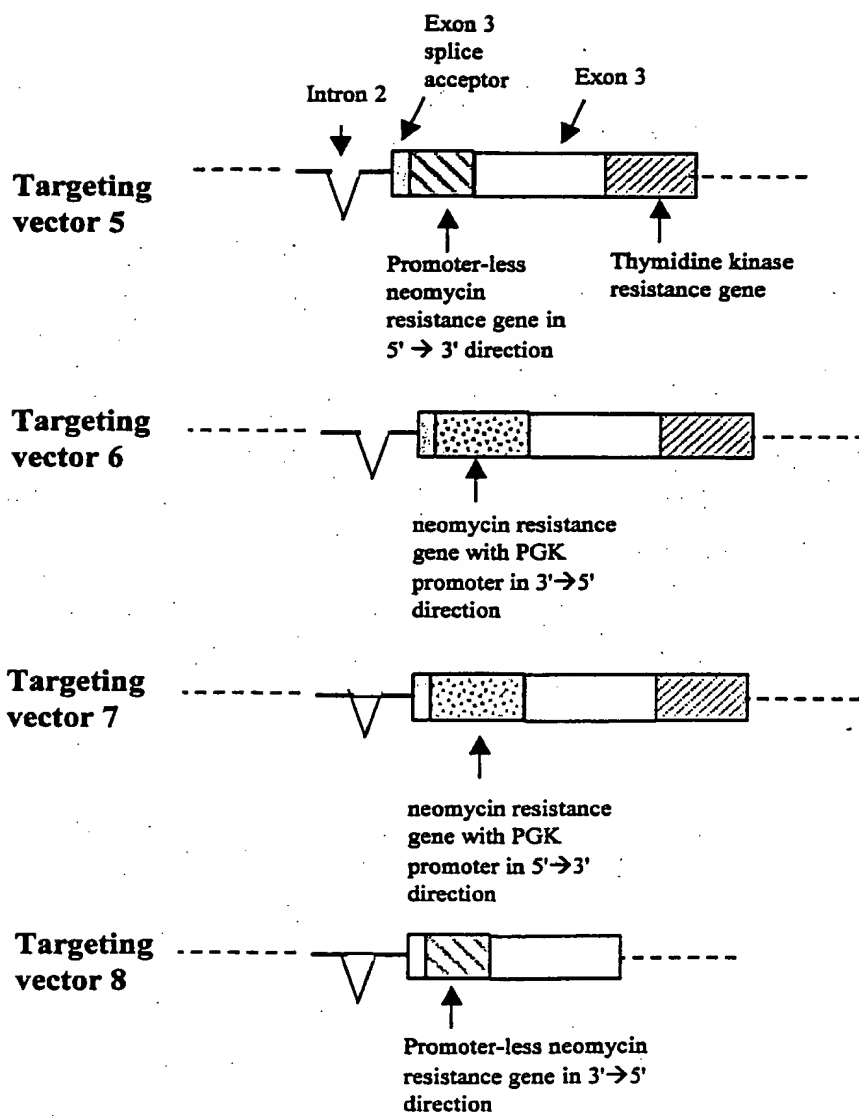 Exon 3
splice
acceptor
Exon 3
Intron 2
Targeting
vector 5
Promoter-less
neomycin
resistance gene in
5' → 3' direction
Thymidine kinase
resistance gene
Targeting
vector 6
neomycin resistance
gene with PGK
promoter in 3'→5'
direction
Targeting
vector 7
neomycin resistance
gene with PGK
promoter in 5'→3'
direction
Targeting
vector 8
Promoter-less neomycin
resistance gene in 3'→5'
direction